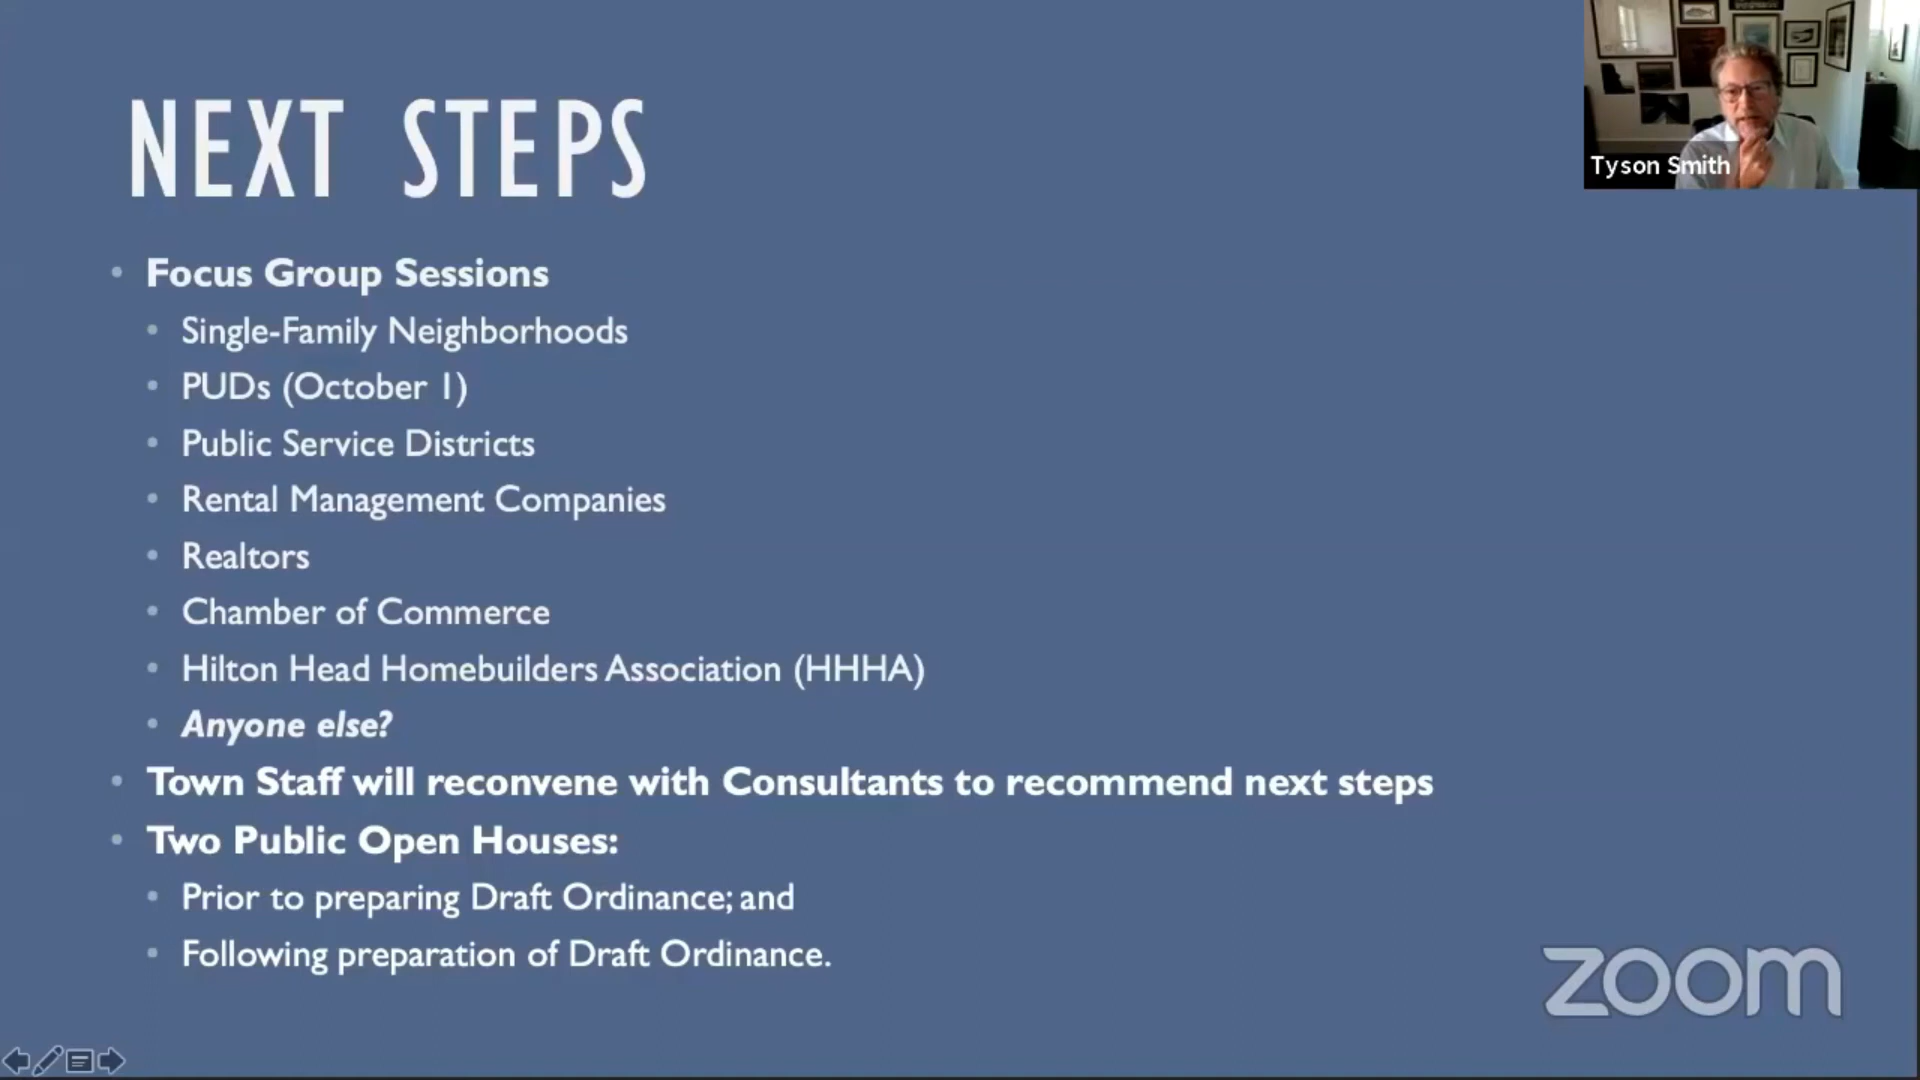 NEXT STEPS
Tyson Smith
Focus Group Sessions
Single-Family Neighborhoods
PUDs (October 1)
Public Service Districts
Rental Management Companies
Realtors
Chamber of Commerce
Hilton Head Homebuilders Association (HHHA)
Anyone else?
Town Staff will reconvene with Consultants to recommend next steps
Two Public Open Houses:
Prior to preparing Draft Ordinance; and
Following preparation of Draft Ordinance.
zoom